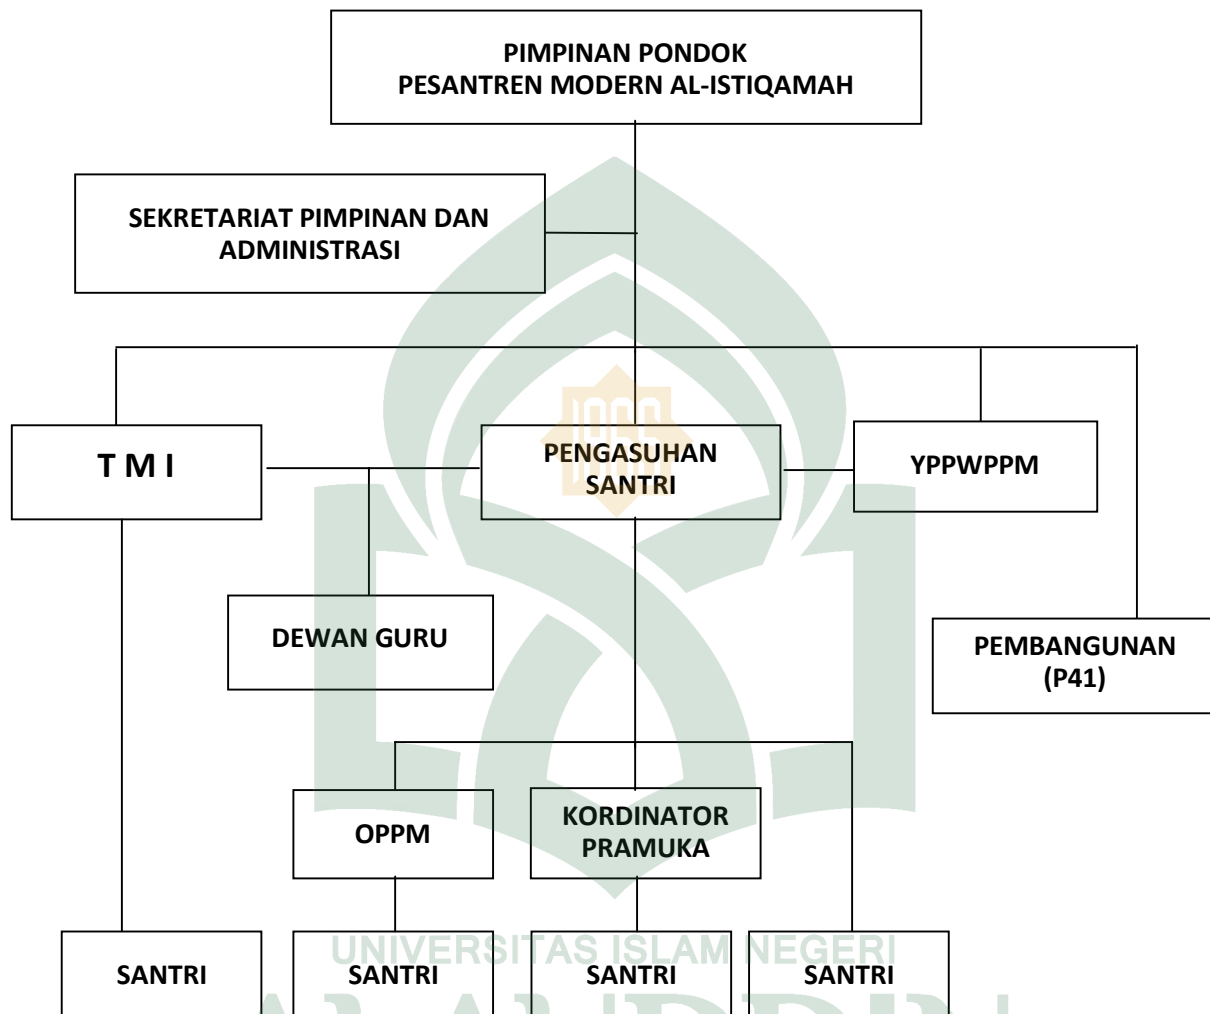 PIMPINAN PONDOK
PESANTREN MODERN AL-ISTIQAMAH
SEKRETARIAT PIMPINAN DAN
ADMINISTRASI
T M I
PENGASUHAN
SANTRI
YPPWPPM
1965
DEWAN GURU
PEMBANGUNAN
(P41)
OPPM
KORDINATOR
PRAMUKA
UNIVERSITAS ISLAM NEGERI
SANTRI
SANTRI
SANTRI
SANTRI